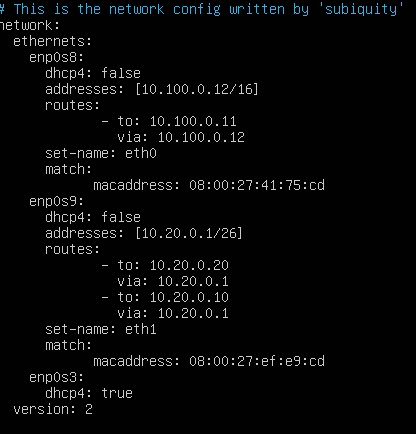 # This is the network config written by 'subiquity'
network:
  ethernets:
    enp0s8:
      dhcp4: false
      addresses: [10.100.0.12/16]
      routes:
             - to: 10.100.0.11
               via: 10.100.0.12
      set-name: eth0
      match:
            macaddress: 08:00:27:41:75:cd
    enp0s9:
      dhcp4: false
      addresses: [10.20.0.1/26]
      routes:
             - to: 10.20.0.20
               via: 10.20.0.1
             - to: 10.20.0.10
               via: 10.20.0.1
      set-name: eth1
      match:
            macaddress: 08:00:27:ef:e9:cd
    enp0s3:
      dhcp4: true
  version: 2